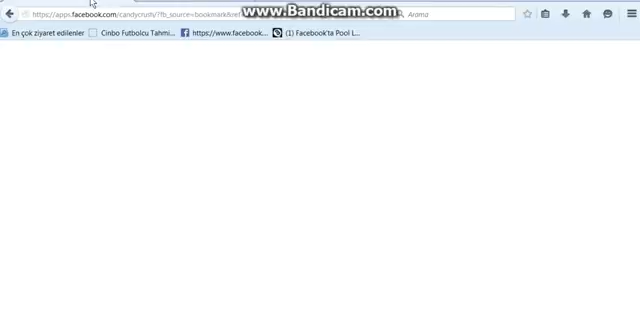 www.Bandicam.com
https://apps.facebook.com/candycrush/?fb_source=bookmark&ref
Arama
En çok ziyaret edilenler
Cinbo Futbolcu Tahmi...
https://www.facebook...
(1) Facebook'ta Pool L...